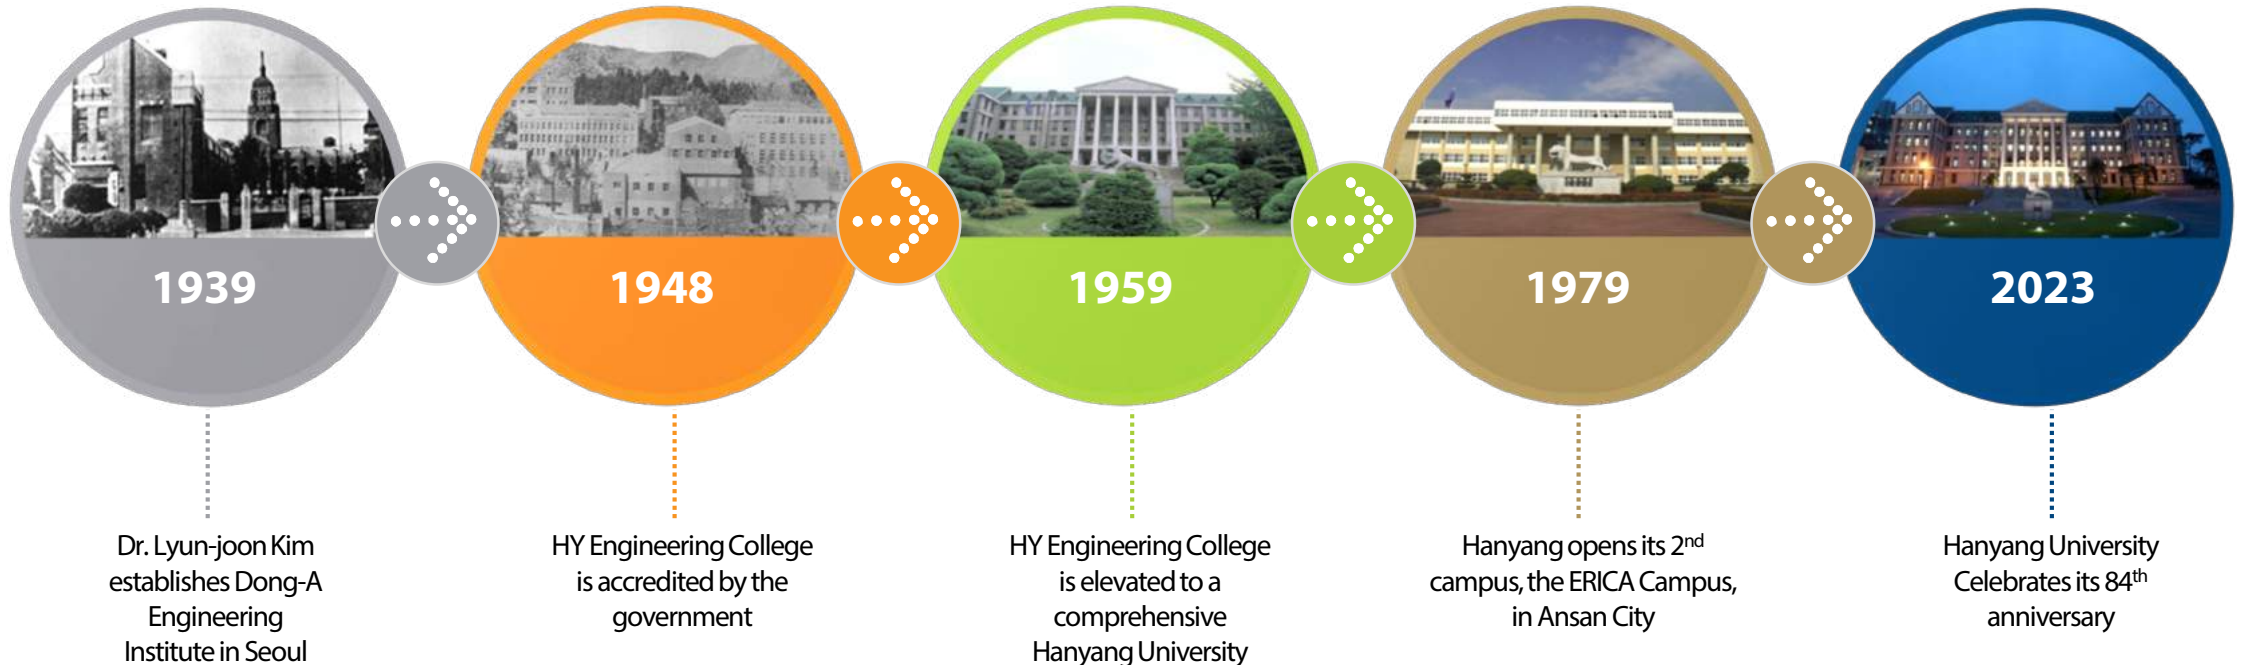 1939
Dr. Lyun-joon Kim
establishes Dong-A
Engineering
Institute in Seoul
1948
HY Engineering College
is accredited by the
government
1959
HY Engineering College
is elevated to a
comprehensive
Hanyang University
1979
Hanyang opens its 2nd
campus, the ERICA Campus,
in Ansan City
2023
Hanyang University
Celebrates its 84th
anniversary